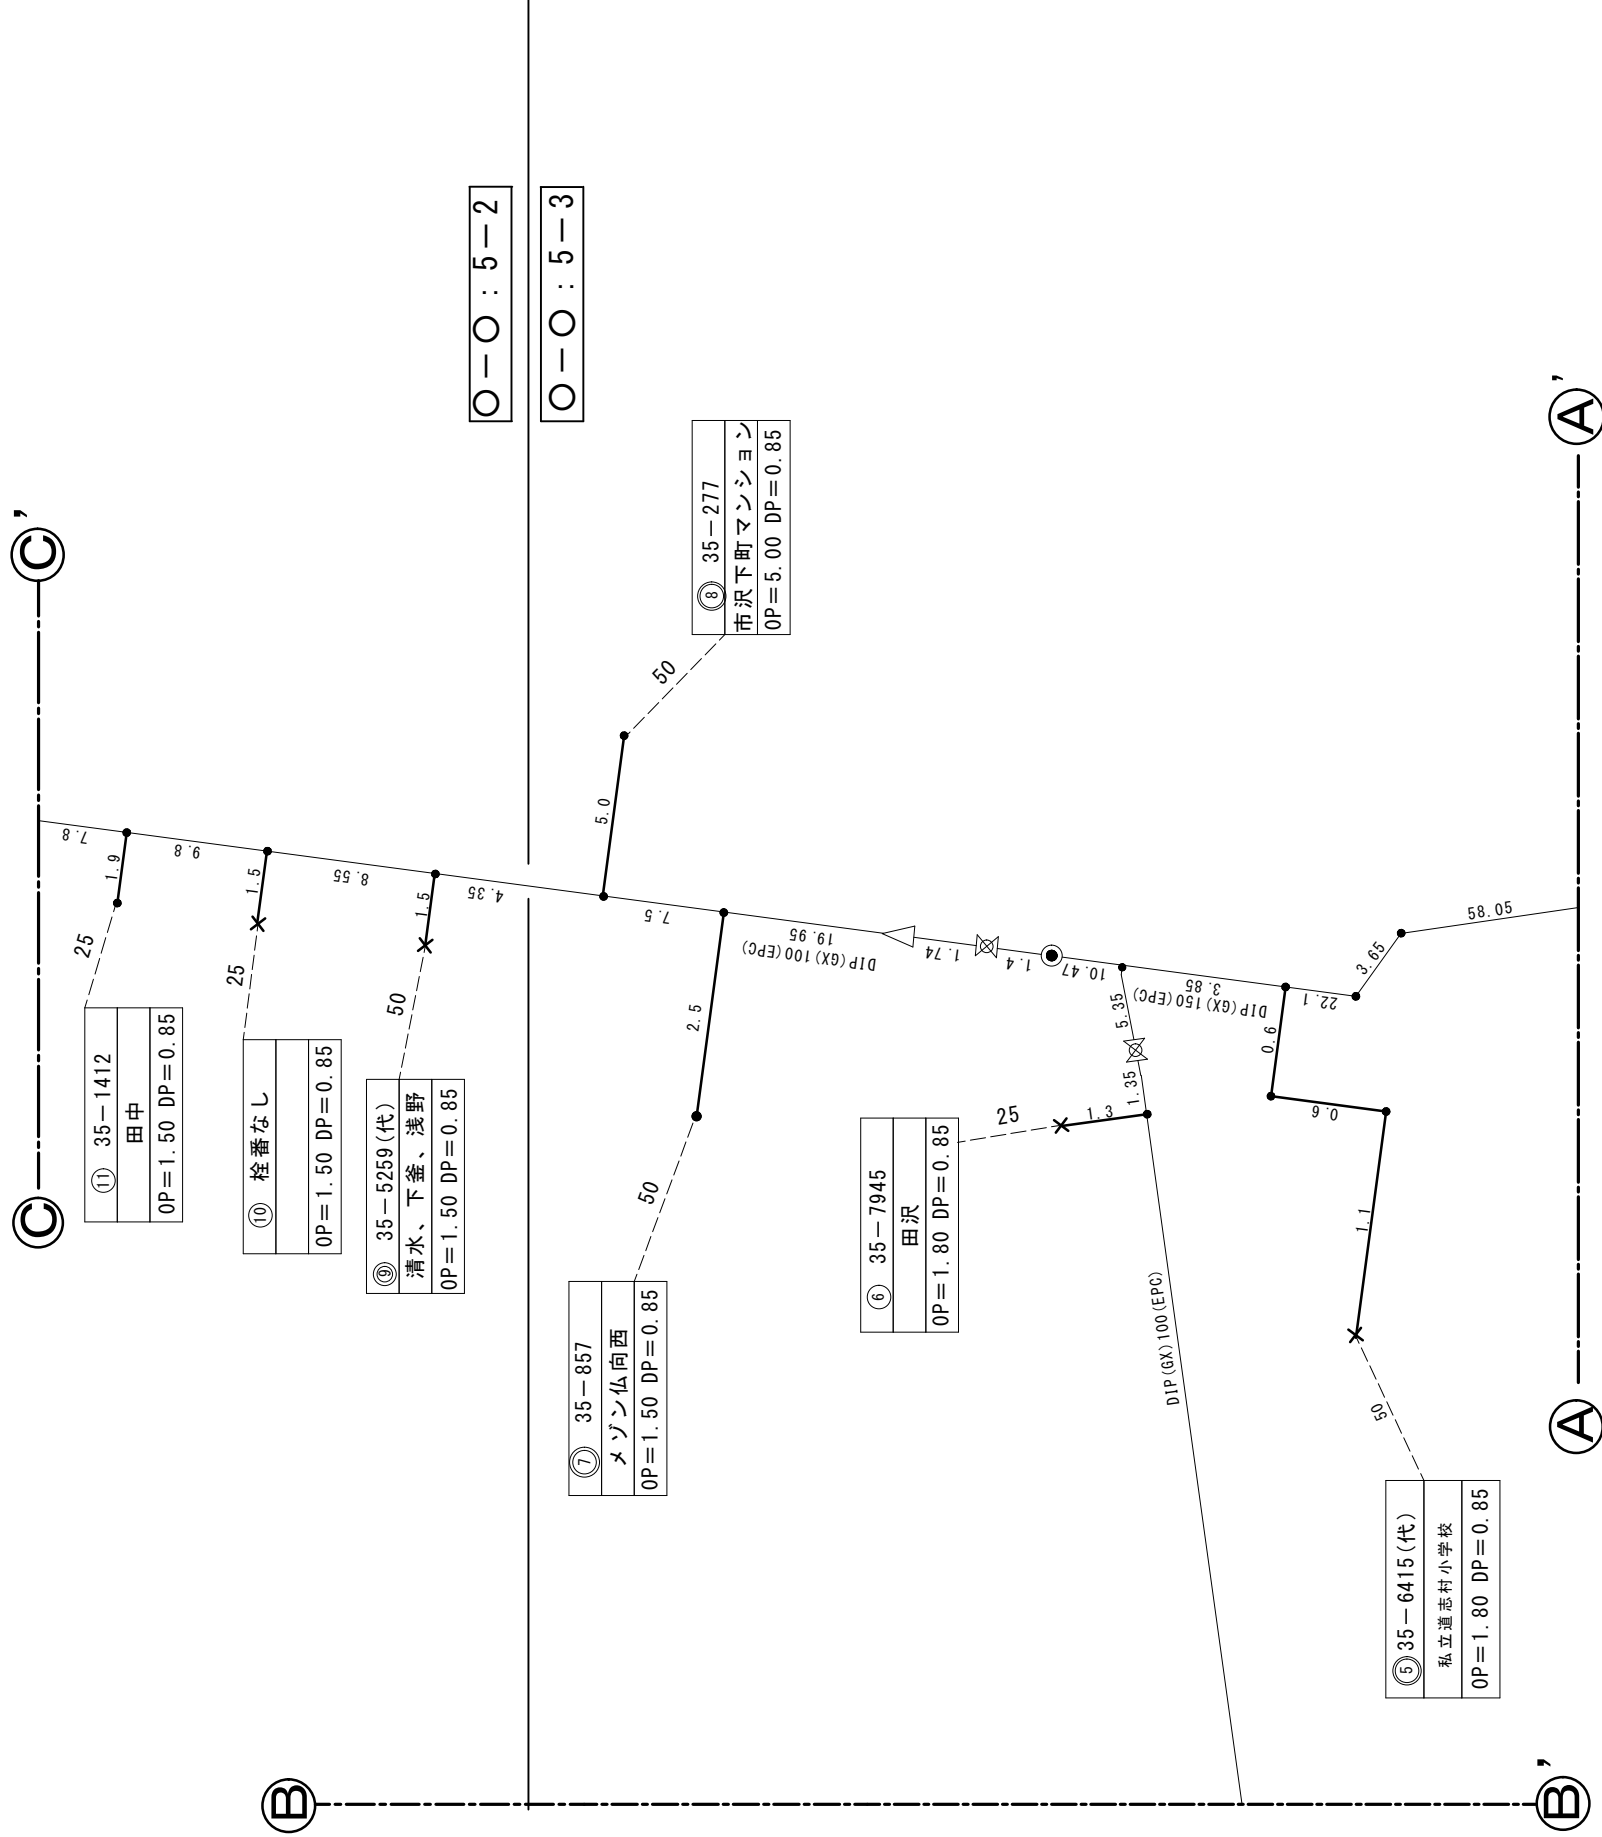 C
C'
7.8
1.9
25
⑪ 35－1412
田中
OP＝1.50 DP＝0.85
9.8
1.5
25
⑩ 栓番なし
OP＝1.50 DP＝0.85
8.55
1.5
50
⑨ 35－5259(代)
清水、下釜、浅野
OP＝1.50 DP＝0.85
4.35
○－○：5－2
○－○：5－3
5.0
50
⑧ 35－277
市沢下町マンション
OP＝5.00 DP＝0.85
7.5
2.5
50
⑦ 35－857
メゾン仏向西
OP＝1.50 DP＝0.85
19.95
DIP(GX)100(EPC)
1.74
1.4
10.47
5.35
1.35
1.3
25
⑥ 35－7945
田沢
OP＝1.80 DP＝0.85
DIP(GX)100(EPC)
3.85
DIP(GX)150(EPC)
22.1
3.65
58.05
0.6
0.6
1.1
50
⑤ 35－6415(代)
私立道志村小学校
OP＝1.80 DP＝0.85
A
A'
B
B'